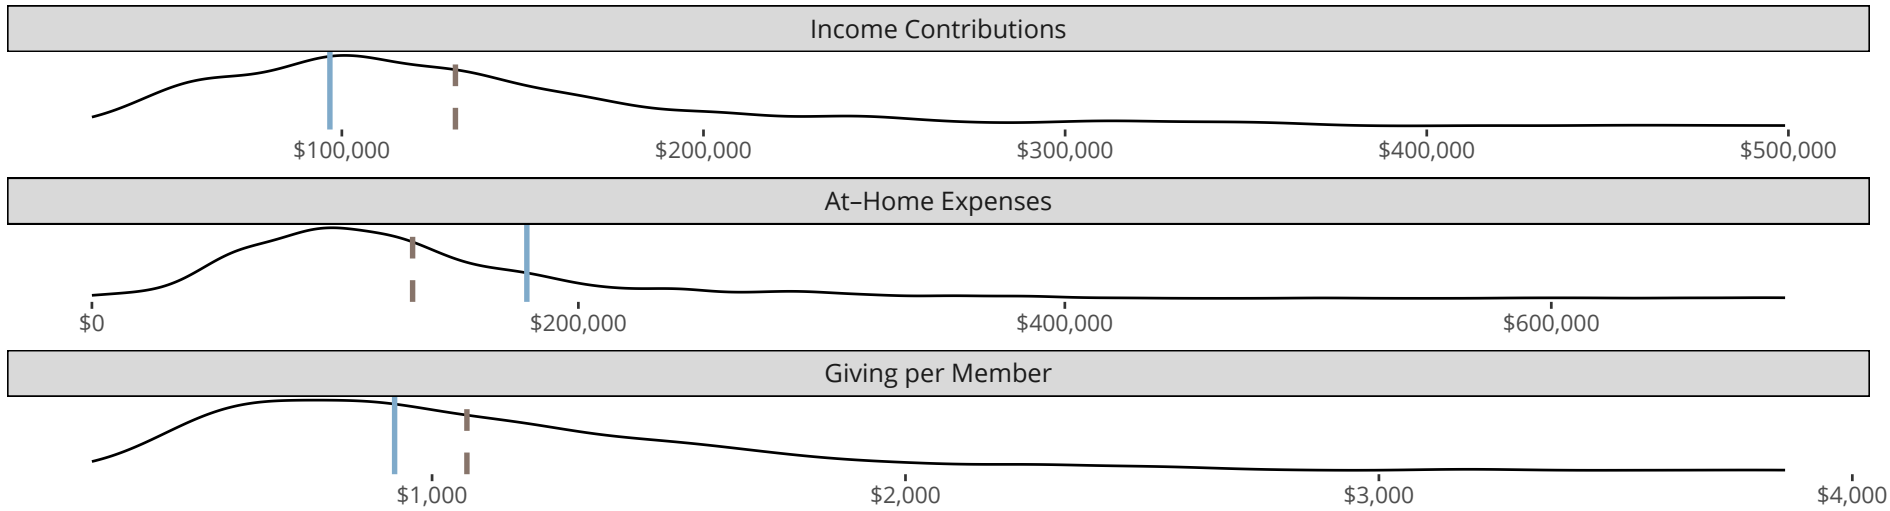 Income Contributions
$100,000 $200,000 $300,000 $400,000 $500,000
At–Home Expenses
$0 $200,000 $400,000 $600,000
Giving per Member
$1,000 $2,000 $3,000 $4,000